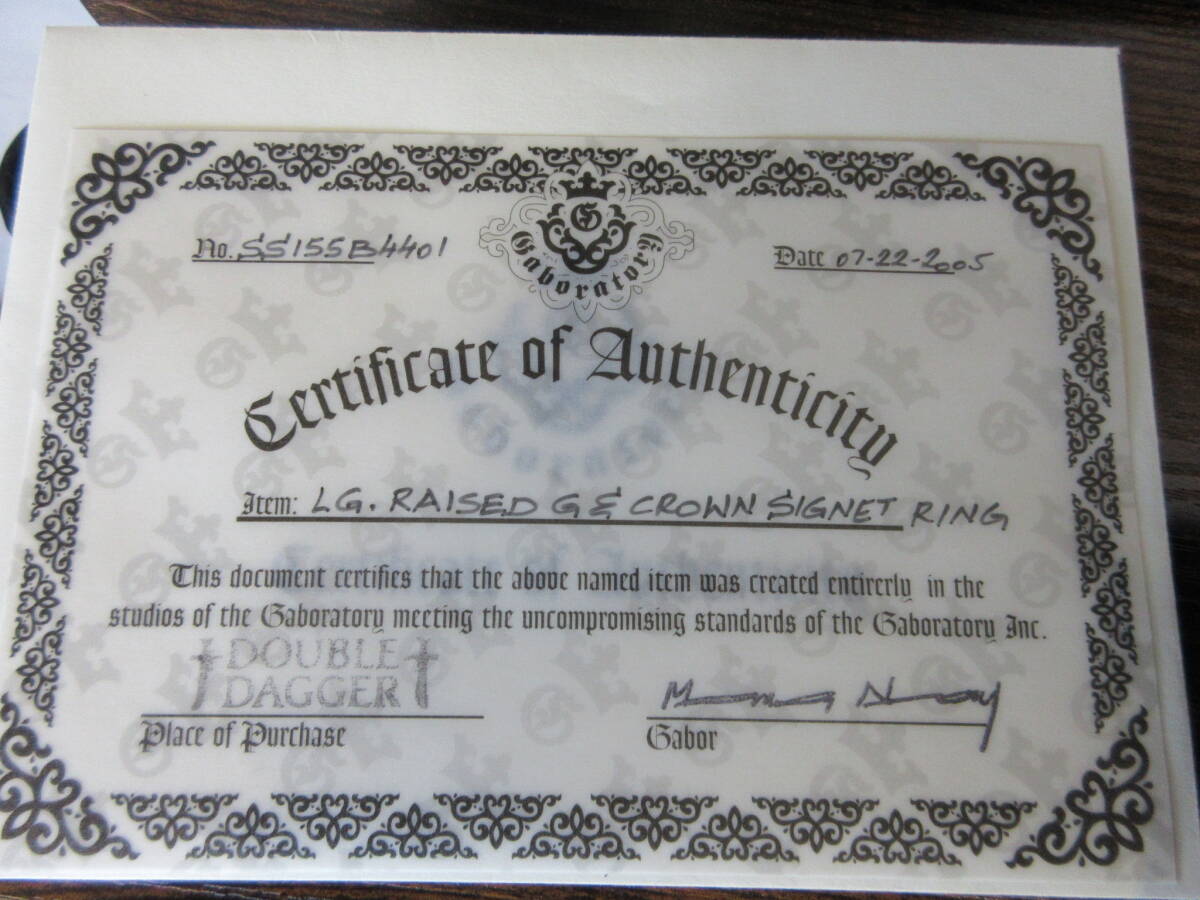 No. SS155B4401
Date 07-22-2005
G
Gaboratory
Certificate of Authenticity
Item: LG. RAISED G & CROWN SIGNET RING
This document certifies that the above named item was created entirerly in the
studios of the Gaboratory meeting the uncompromising standards of the Gaboratory Inc.
DOUBLE
DAGGER
Place of Purchase
Gabor